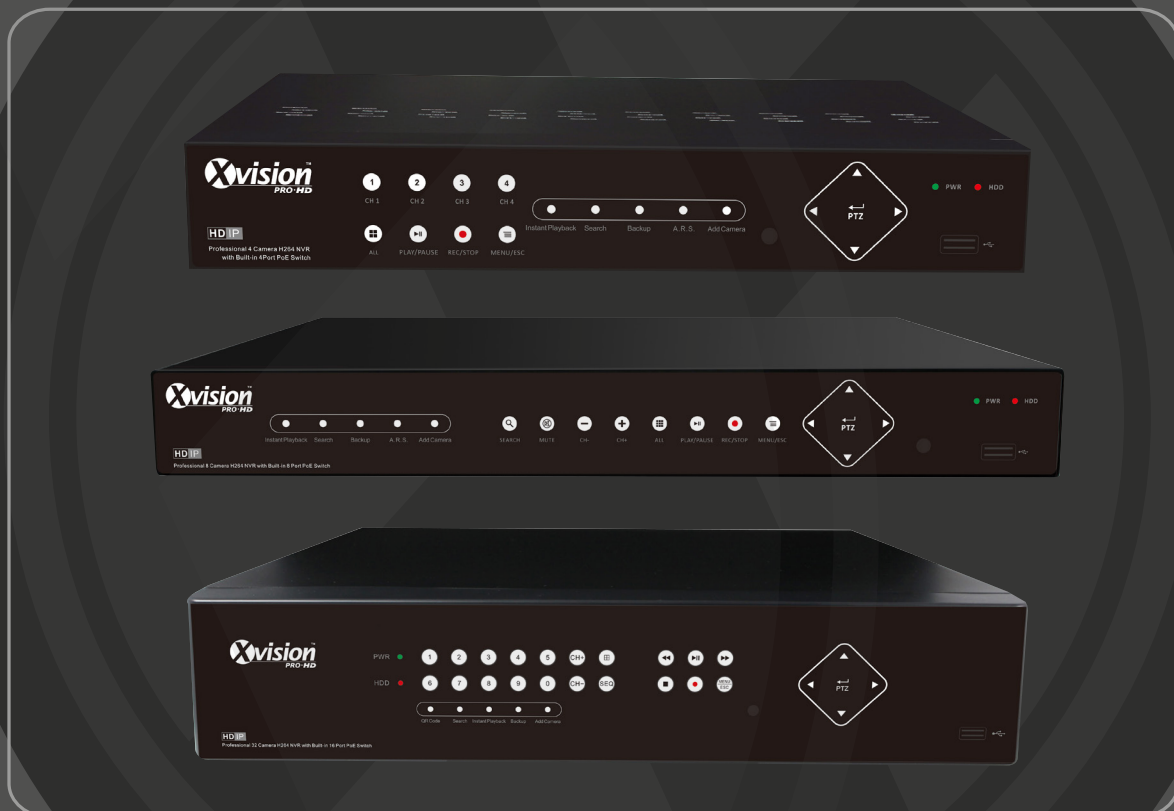 Xvision™
PRO·HD
1 2 3 4
CH 1 CH 2 CH 3 CH 4
Instant Playback Search Backup A. R. S. Add Camera
ALL PLAY/PAUSE REC/STOP MENU/ESC
HD IP
Professional 4 Camera H264 NVR
with Built-in 4Port PoE Switch
PTZ
PWR HDD
Xvision™
PRO·HD
Instant Playback Search Backup A. R. S. Add Camera
SEARCH MUTE CH- CH+ ALL PLAY/PAUSE REC/STOP MENU/ESC
HD IP
Professional 8 Camera H264 NVR with Built-in 8 Port PoE Switch
PTZ
PWR HDD
Xvision™
PRO·HD
PWR 1 2 3 4 5 CH+
HDD 6 7 8 9 0 CH- SEQ
MENU
ESC
QR Code Search Instant Playback Backup Add Camera
HD IP
Professional 32 Camera H264 NVR with Built-in 16 Port PoE Switch
PTZ